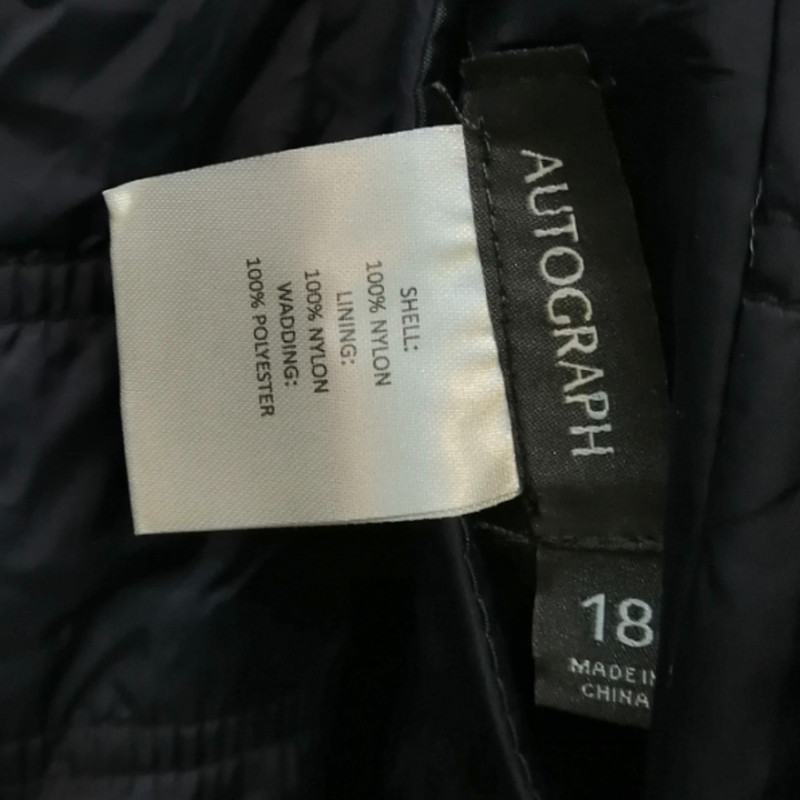 AUTOGRAPH
18
MADE IN
CHINA
SHELL:
100% NYLON
LINING:
100% NYLON
WADDING:
100% POLYESTER